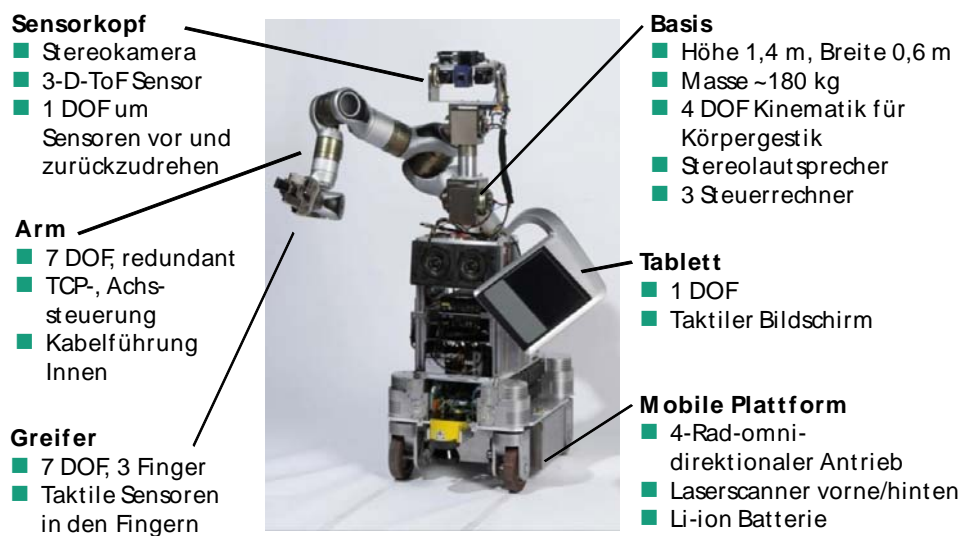 Sensorkopf
Stereokamera
3-D-ToF Sensor
1 DOF um
Sensoren vor und
zurückzudrehen
Arm
7 DOF, redundant
TCP-, Achs-
steuerung
Kabelführung
Innen
Greifer
7 DOF, 3 Finger
Taktile Sensoren
in den Fingern
Basis
Höhe 1,4 m, Breite 0,6 m
Masse ~180 kg
4 DOF Kinematik für
Körpergestik
Stereolautsprecher
3 Steuerrechner
Tablett
1 DOF
Taktiler Bildschirm
Mobile Plattform
4-Rad-omni-
direktionaler Antrieb
Laserscanner vorne/hinten
Li-ion Batterie